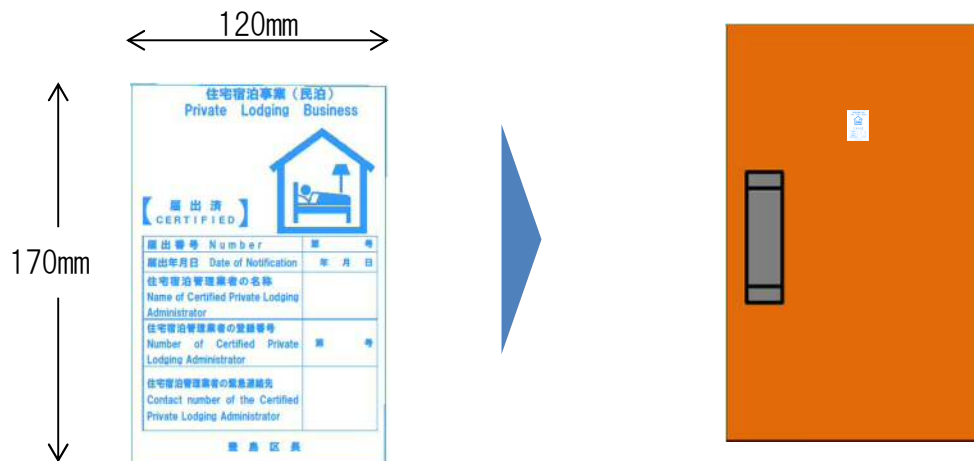 120mm
170mm
住宅宿泊事業(民泊)
Private Lodging Business
【届出済】
CERTIFIED
届出番号 Number 第 号
届出年月日 Date of Notification 年 月 日
住宅宿泊管理業者の名称
Name of Certified Private Lodging
Administrator
住宅宿泊管理業者の登録番号
Number of Certified Private 第 号
Lodging Administrator
住宅宿泊管理業者の緊急連絡先
Contact number of the Certified
Private Lodging Administrator
豊島区長